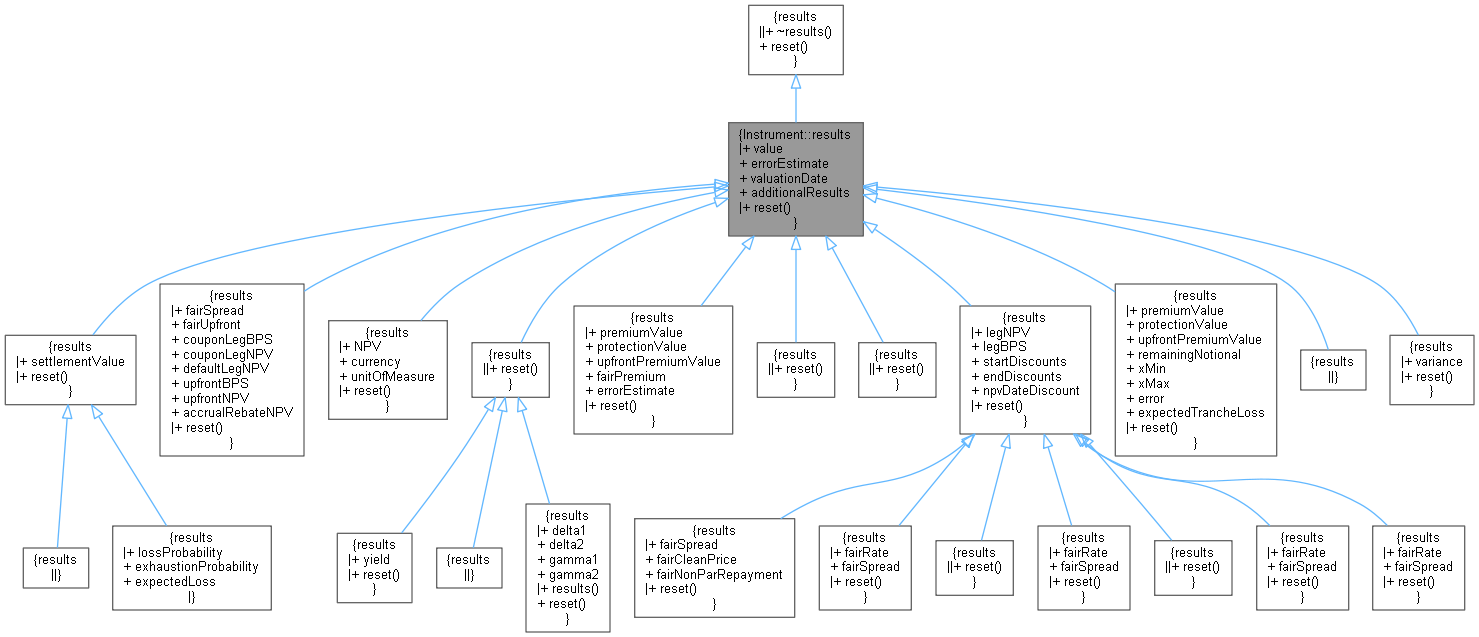 {results
||+ ~results()
+ reset()
}
{Instrument::results
|+ value
+ errorEstimate
+ valuationDate
+ additionalResults
|+ reset()
}
{results
|+ settlementValue
|+ reset()
}
{results
|+ fairSpread
+ fairUpfront
+ couponLegBPS
+ couponLegNPV
+ defaultLegNPV
+ upfrontBPS
+ upfrontNPV
+ accrualRebateNPV
|+ reset()
}
{results
|+ NPV
+ currency
+ unitOfMeasure
|+ reset()
}
{results
||+ reset()
}
{results
|+ premiumValue
+ protectionValue
+ upfrontPremiumValue
+ fairPremium
+ errorEstimate
|+ reset()
}
{results
||+ reset()
}
{results
||+ reset()
}
{results
|+ legNPV
+ legBPS
+ startDiscounts
+ endDiscounts
+ npvDateDiscount
|+ reset()
}
{results
|+ premiumValue
+ protectionValue
+ upfrontPremiumValue
+ remainingNotional
+ xMin
+ xMax
+ error
+ expectedTrancheLoss
|+ reset()
}
{results
||}
{results
|+ variance
|+ reset()
}
{results
||}
{results
|+ lossProbability
+ exhaustionProbability
+ expectedLoss
|}
{results
|+ yield
|+ reset()
}
{results
||}
{results
|+ delta1
+ delta2
+ gamma1
+ gamma2
|+ results()
+ reset()
}
{results
|+ fairSpread
+ fairCleanPrice
+ fairNonParRepayment
|+ reset()
}
{results
|+ fairRate
+ fairSpread
|+ reset()
}
{results
||+ reset()
}
{results
|+ fairRate
+ fairSpread
|+ reset()
}
{results
||+ reset()
}
{results
|+ fairRate
+ fairSpread
|+ reset()
}
{results
|+ fairRate
+ fairSpread
|+ reset()
}